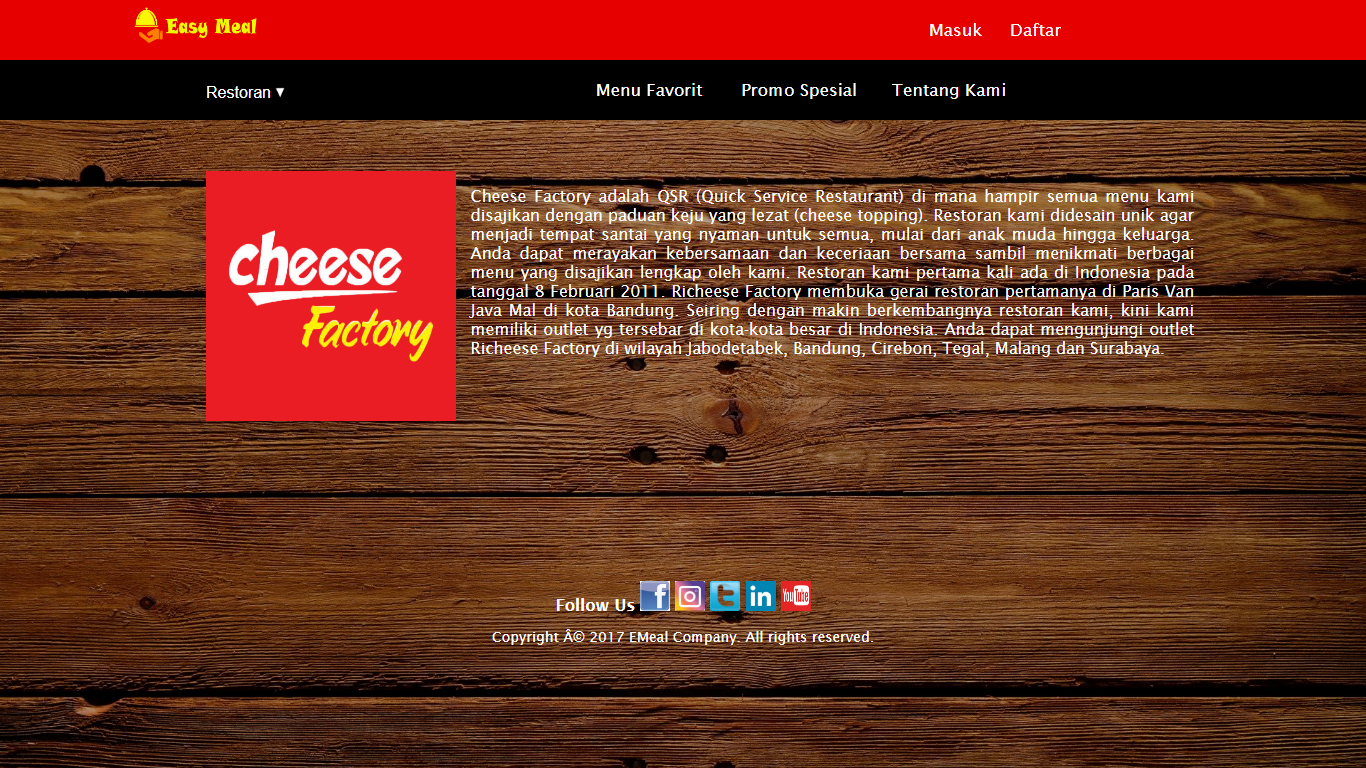 Easy Meal
Masuk Daftar
Restoran ▾ Menu Favorit Promo Spesial Tentang Kami
cheese
Factory
Cheese Factory adalah QSR (Quick Service Restaurant) di mana hampir semua menu kami
disajikan dengan paduan keju yang lezat (cheese topping). Restoran kami didesain unik agar
menjadi tempat santai yang nyaman untuk semua, mulai dari anak muda hingga keluarga.
Anda dapat merayakan kebersamaan dan keceriaan bersama sambil menikmati berbagai
menu yang disajikan lengkap oleh kami. Restoran kami pertama kali ada di Indonesia pada
tanggal 8 Februari 2011. Richeese Factory membuka gerai restoran pertamanya di Paris Van
Java Mal di kota Bandung. Seiring dengan makin berkembangnya restoran kami, kini kami
memiliki outlet yg tersebar di kota-kota besar di Indonesia. Anda dapat mengunjungi outlet
Richeese Factory di wilayah Jabodetabek, Bandung, Cirebon, Tegal, Malang dan Surabaya.
Follow Us f t in YouTube
Copyright Â© 2017 EMeal Company. All rights reserved.